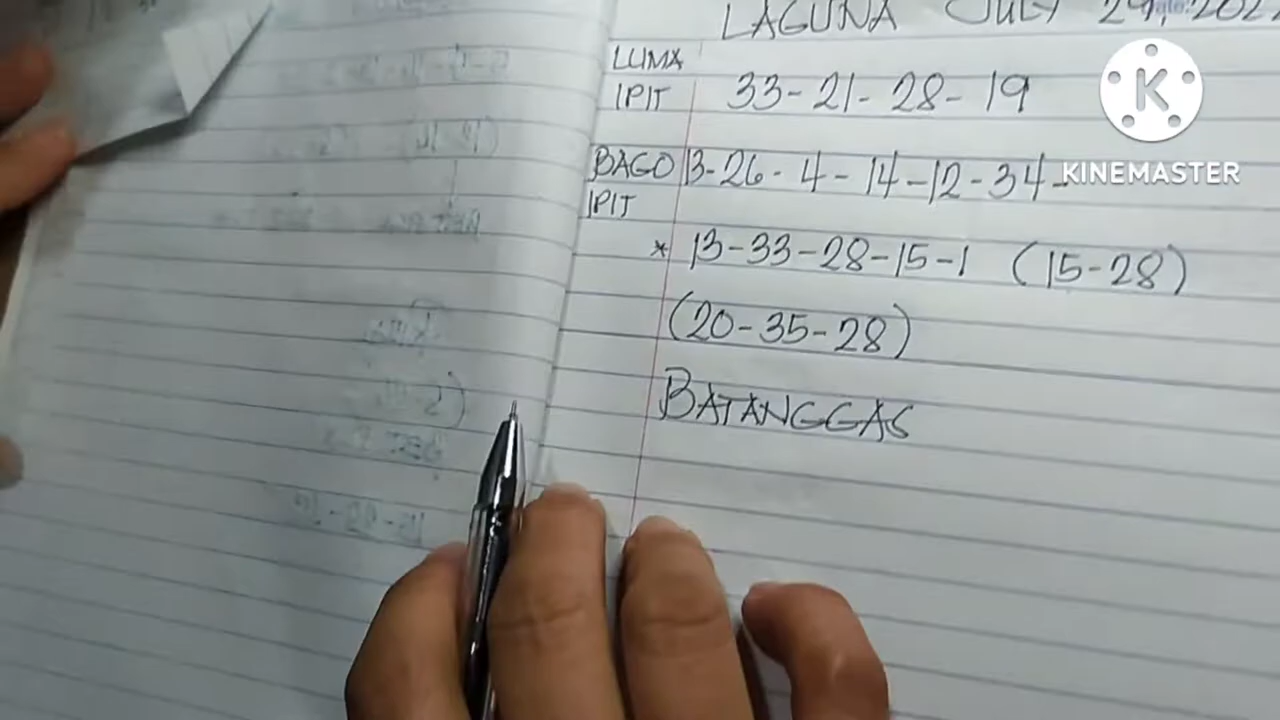 LAGUNA JULY 29, 202
LUMA
IPIT 33-21-28-19
BAGO 13-26-4-14-12-34-
IPIT
* 13-33-28-15-1 (15-28)
(20-35-28)
BATANGGAS
K
KINEMASTER